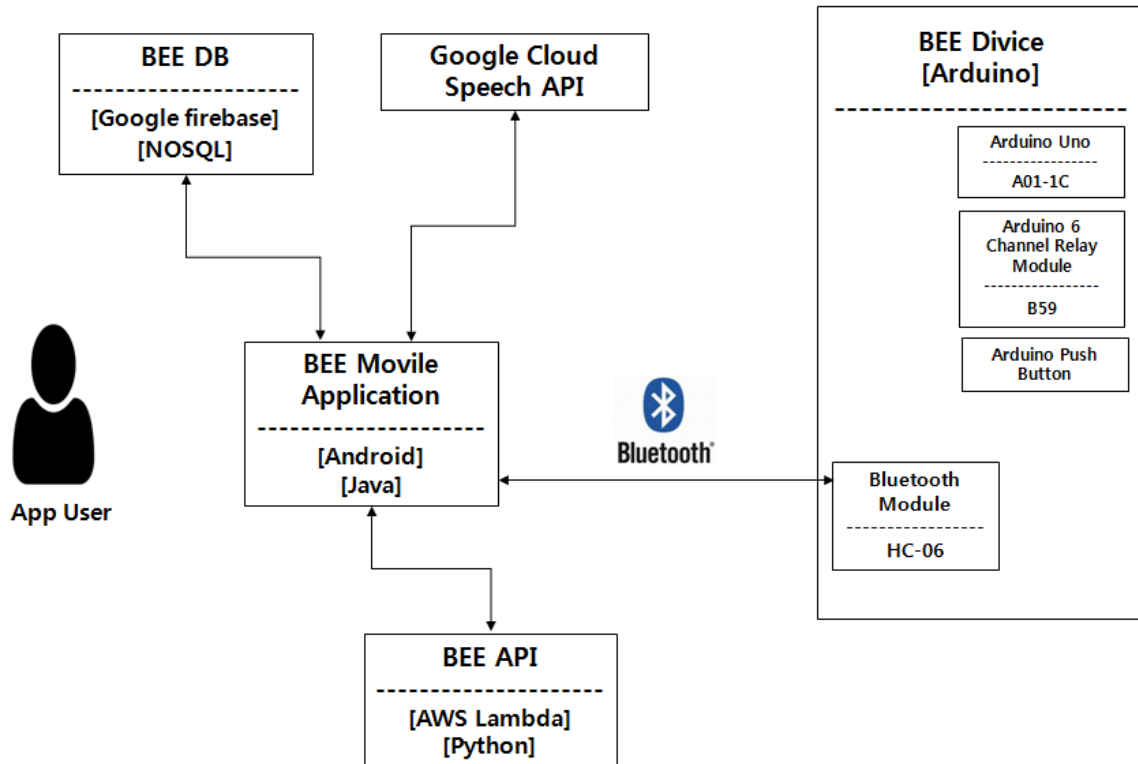 BEE DB
---------------------
[Google firebase]
[NOSQL]
Google Cloud
Speech API
BEE Divice
[Arduino]
------------------------
Arduino Uno
-----------------
A01-1C
Arduino 6
Channel Relay
Module
-----------------
B59
Arduino Push
Button
App User
BEE Movile
Application
---------------------
[Android]
[Java]
Bluetooth®
Bluetooth
Module
-----------------
HC-06
BEE API
---------------------
[AWS Lambda]
[Python]